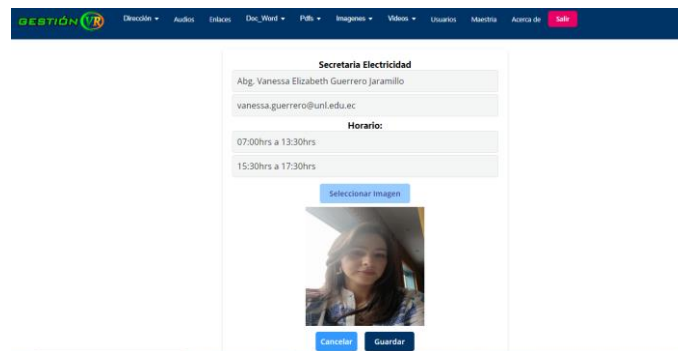 GESTIÓN VR Dirección Audios Enlaces Doc_Word Pdfs Imagenes Videos Usuarios Maestria Acerca de Salir
Secretaria Electricidad
Abg. Vanessa Elizabeth Guerrero Jaramillo
vanessa.guerrero@unl.edu.ec
Horario:
07:00hrs a 13:30hrs
15:30hrs a 17:30hrs
Seleccionar Imagen
Cancelar Guardar